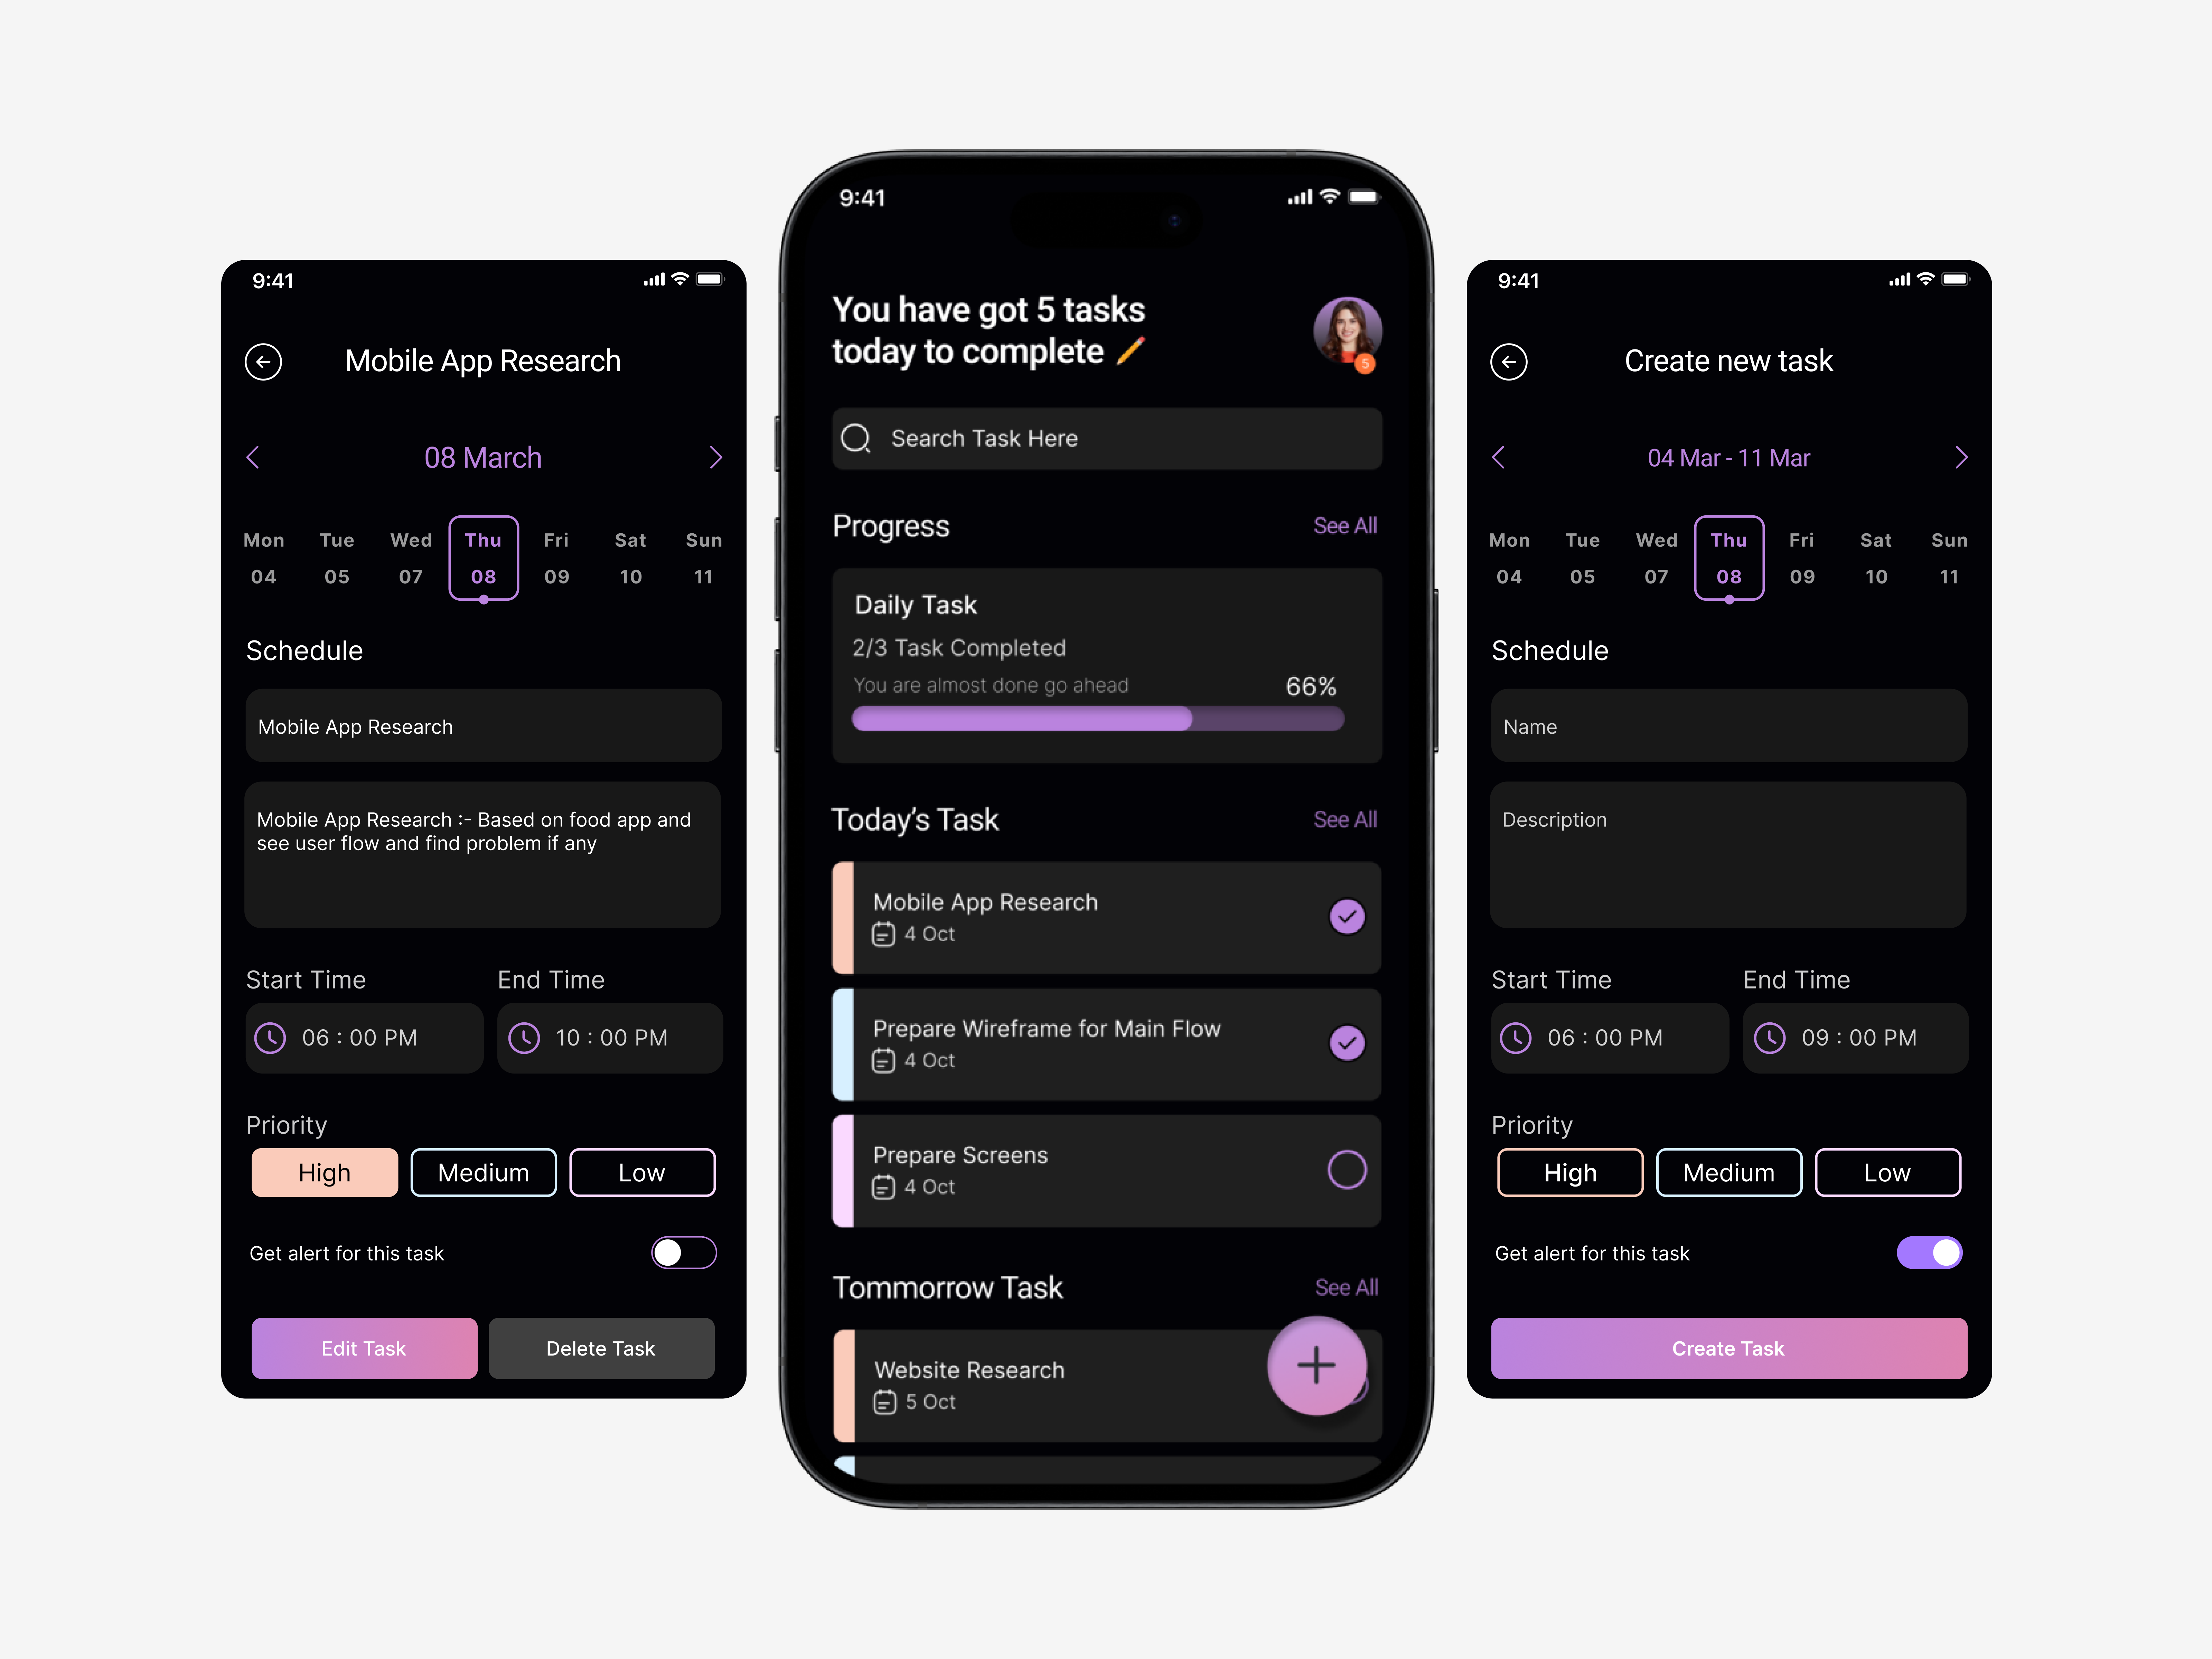 9:41
Mobile App Research
08 March
Mon Tue Wed Thu Fri Sat Sun
04 05 07 08 09 10 11
Schedule
Mobile App Research
Mobile App Research :- Based on food app and
see user flow and find problem if any
Start Time End Time
06 : 00 PM 10 : 00 PM
Priority
High Medium Low
Get alert for this task
Edit Task Delete Task
9:41
You have got 5 tasks
today to complete ✏️
5
Search Task Here
Progress See All
Daily Task
2/3 Task Completed
You are almost done go ahead 66%
Today’s Task See All
Mobile App Research
4 Oct
Prepare Wireframe for Main Flow
4 Oct
Prepare Screens
4 Oct
Tommorrow Task See All
Website Research
5 Oct
9:41
Create new task
04 Mar - 11 Mar
Mon Tue Wed Thu Fri Sat Sun
04 05 07 08 09 10 11
Schedule
Name
Description
Start Time End Time
06 : 00 PM 09 : 00 PM
Priority
High Medium Low
Get alert for this task
Create Task